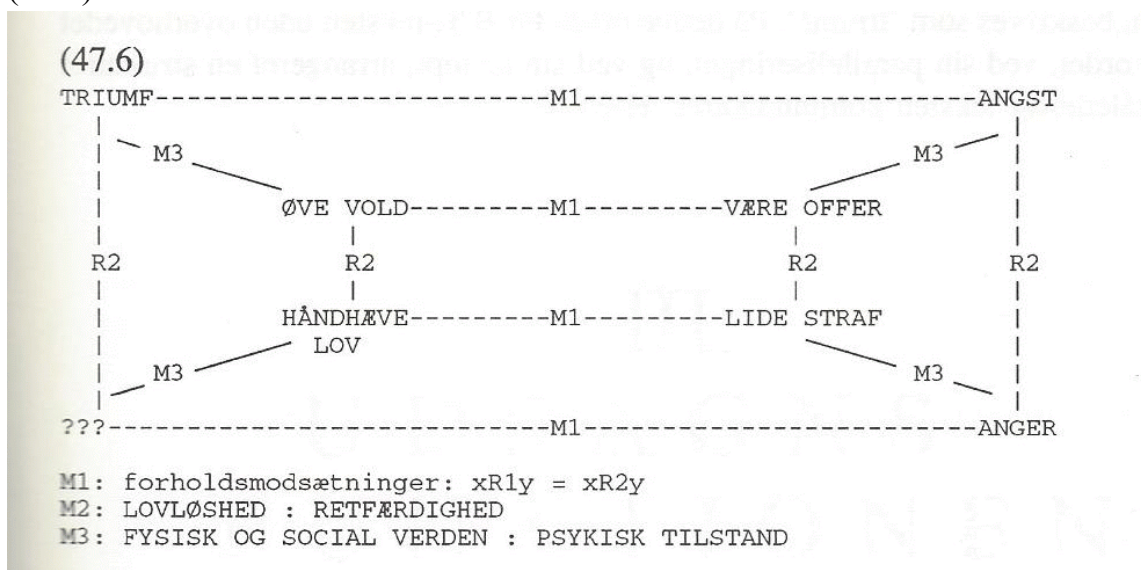 (47.6)
TRIUMF--------M1--------ANGST
M3 M3
ØVE VOLD---------M1---------VÆRE OFFER
R2 R2 R2 R2
HÅNDHÆVE---------M1---------LIDE STRAF
LOV
M3 M3
???--------M1--------ANGER
M1: forholdsmodsætninger: xR1y = xR2y
M2: LOVLØSHED : RETFÆRDIGHED
M3: FYSISK OG SOCIAL VERDEN : PSYKISK TILSTAND